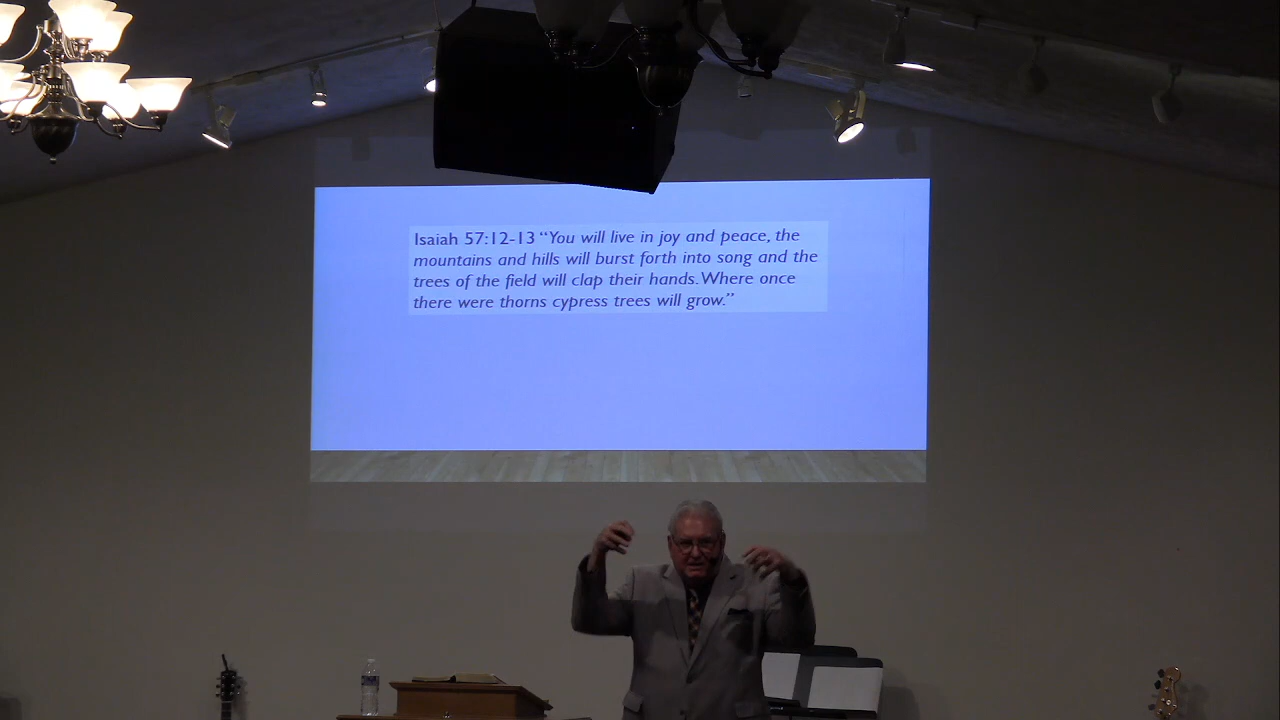 Isaiah 57:12-13 “You will live in joy and peace, the
mountains and hills will burst forth into song and the
trees of the field will clap their hands. Where once
there were thorns cypress trees will grow.”